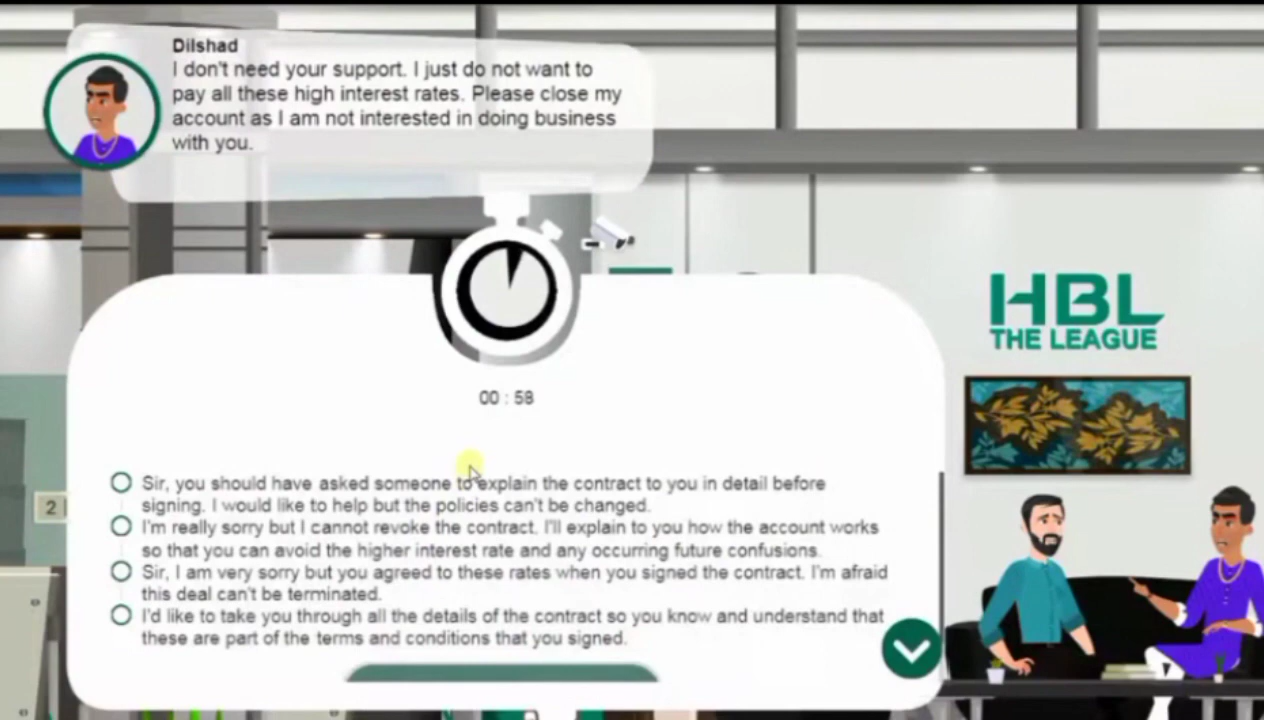 Dilshad
I don't need your support. I just do not want to
pay all these high interest rates. Please close my
account as I am not interested in doing business
with you.
HBL
THE LEAGUE
00 : 58
Sir, you should have asked someone to explain the contract to you in detail before
signing. I would like to help but the policies can't be changed.
2
I'm really sorry but I cannot revoke the contract. I'll explain to you how the account works
so that you can avoid the higher interest rate and any occurring future confusions.
Sir, I am very sorry but you agreed to these rates when you signed the contract. I'm afraid
this deal can't be terminated.
I'd like to take you through all the details of the contract so you know and understand that
these are part of the terms and conditions that you signed.